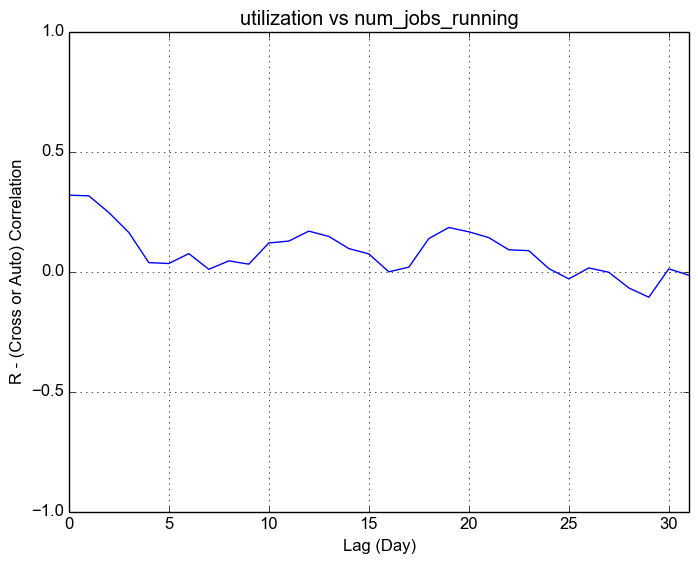 utilization vs num_jobs_running
1.0
0.5
0.0
−0.5
−1.0
R - (Cross or Auto) Correlation
0 5 10 15 20 25 30
Lag (Day)